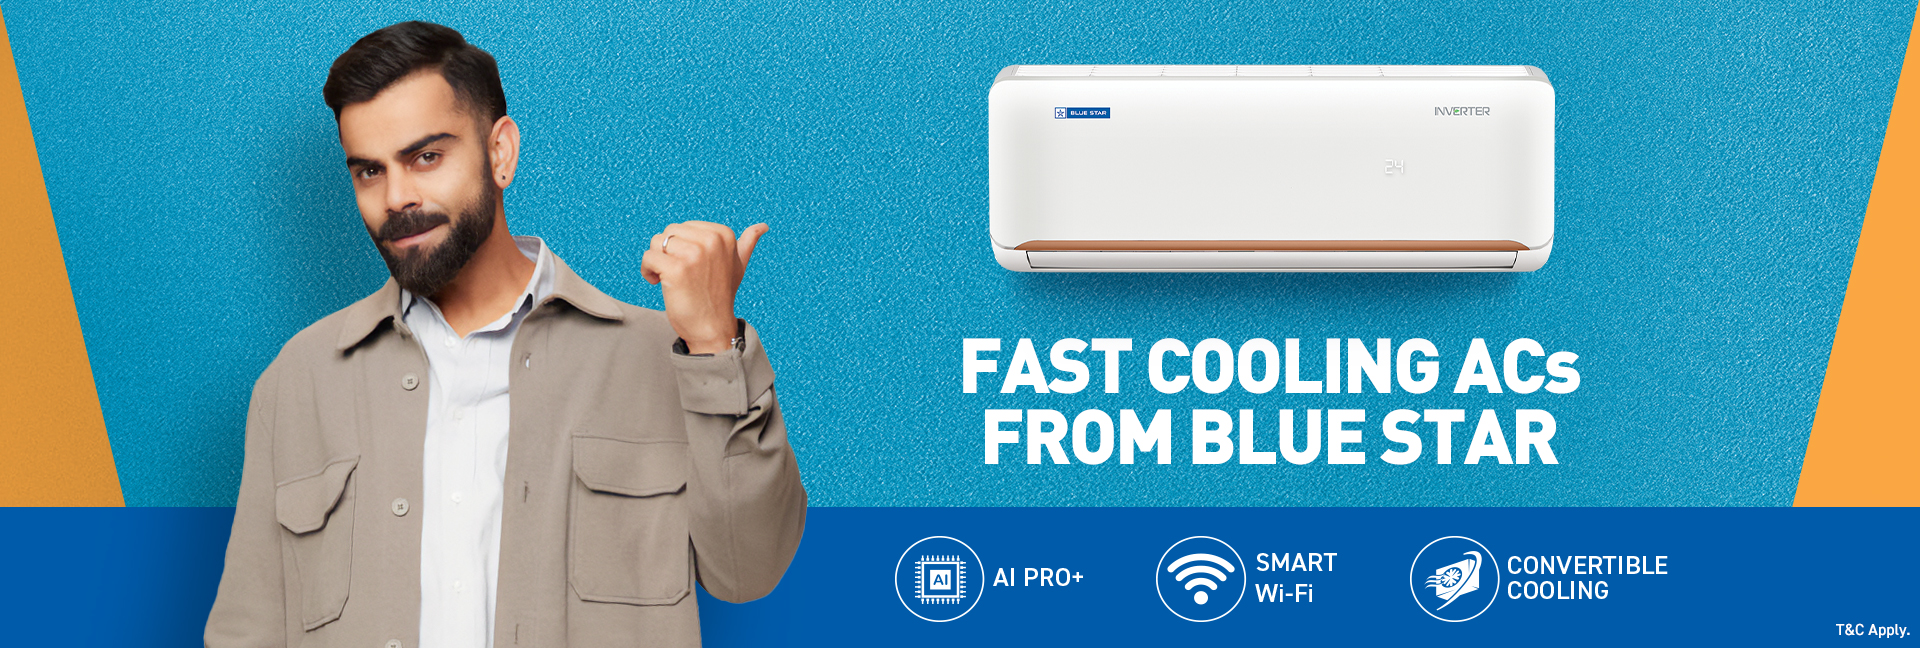 BLUE STAR
INVERTER
24
FAST COOLING ACs
FROM BLUE STAR
AI
AI PRO+
SMART
Wi-Fi
CONVERTIBLE
COOLING
T&C Apply.